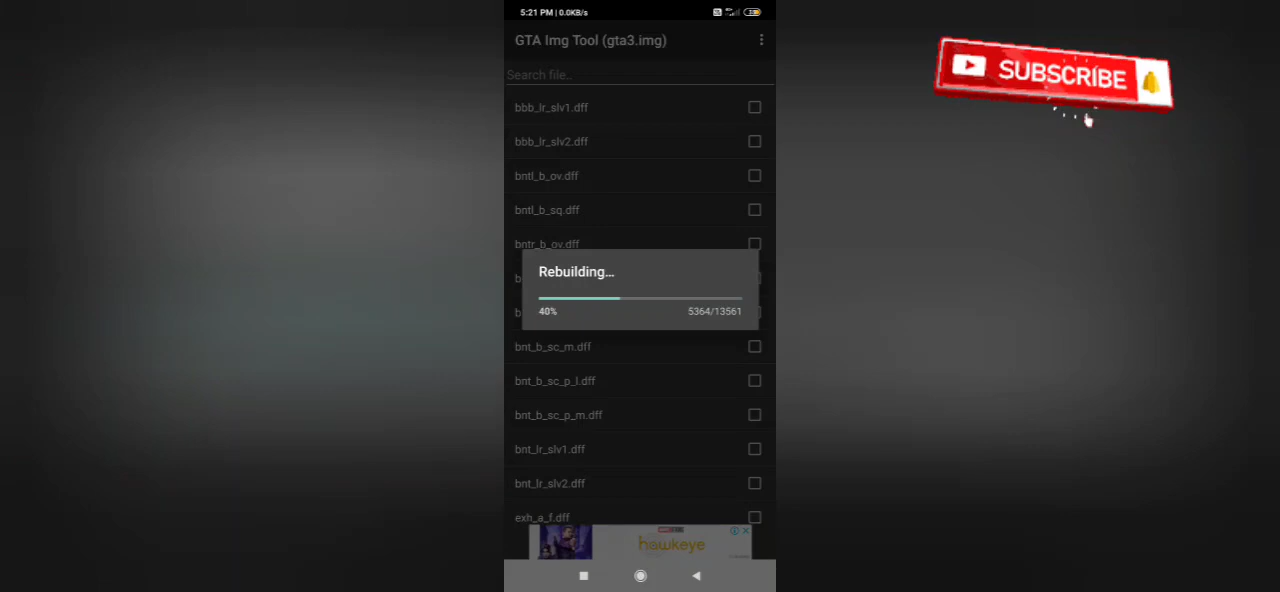 5:21 PM | 0.0KB/s
GTA Img Tool (gta3.img)
SUBSCRIBE
Search file..
bbb_lr_slv1.dff
bbb_lr_slv2.dff
bntl_b_ov.dff
bntl_b_sq.dff
bntr_b_ov.dff
b
Rebuilding...
40%
5364/13561
b
bnt_b_sc_m.dff
bnt_b_sc_p_l.dff
bnt_b_sc_p_m.dff
bnt_lr_slv1.dff
bnt_lr_slv2.dff
exh_a_f.dff
hawkeye